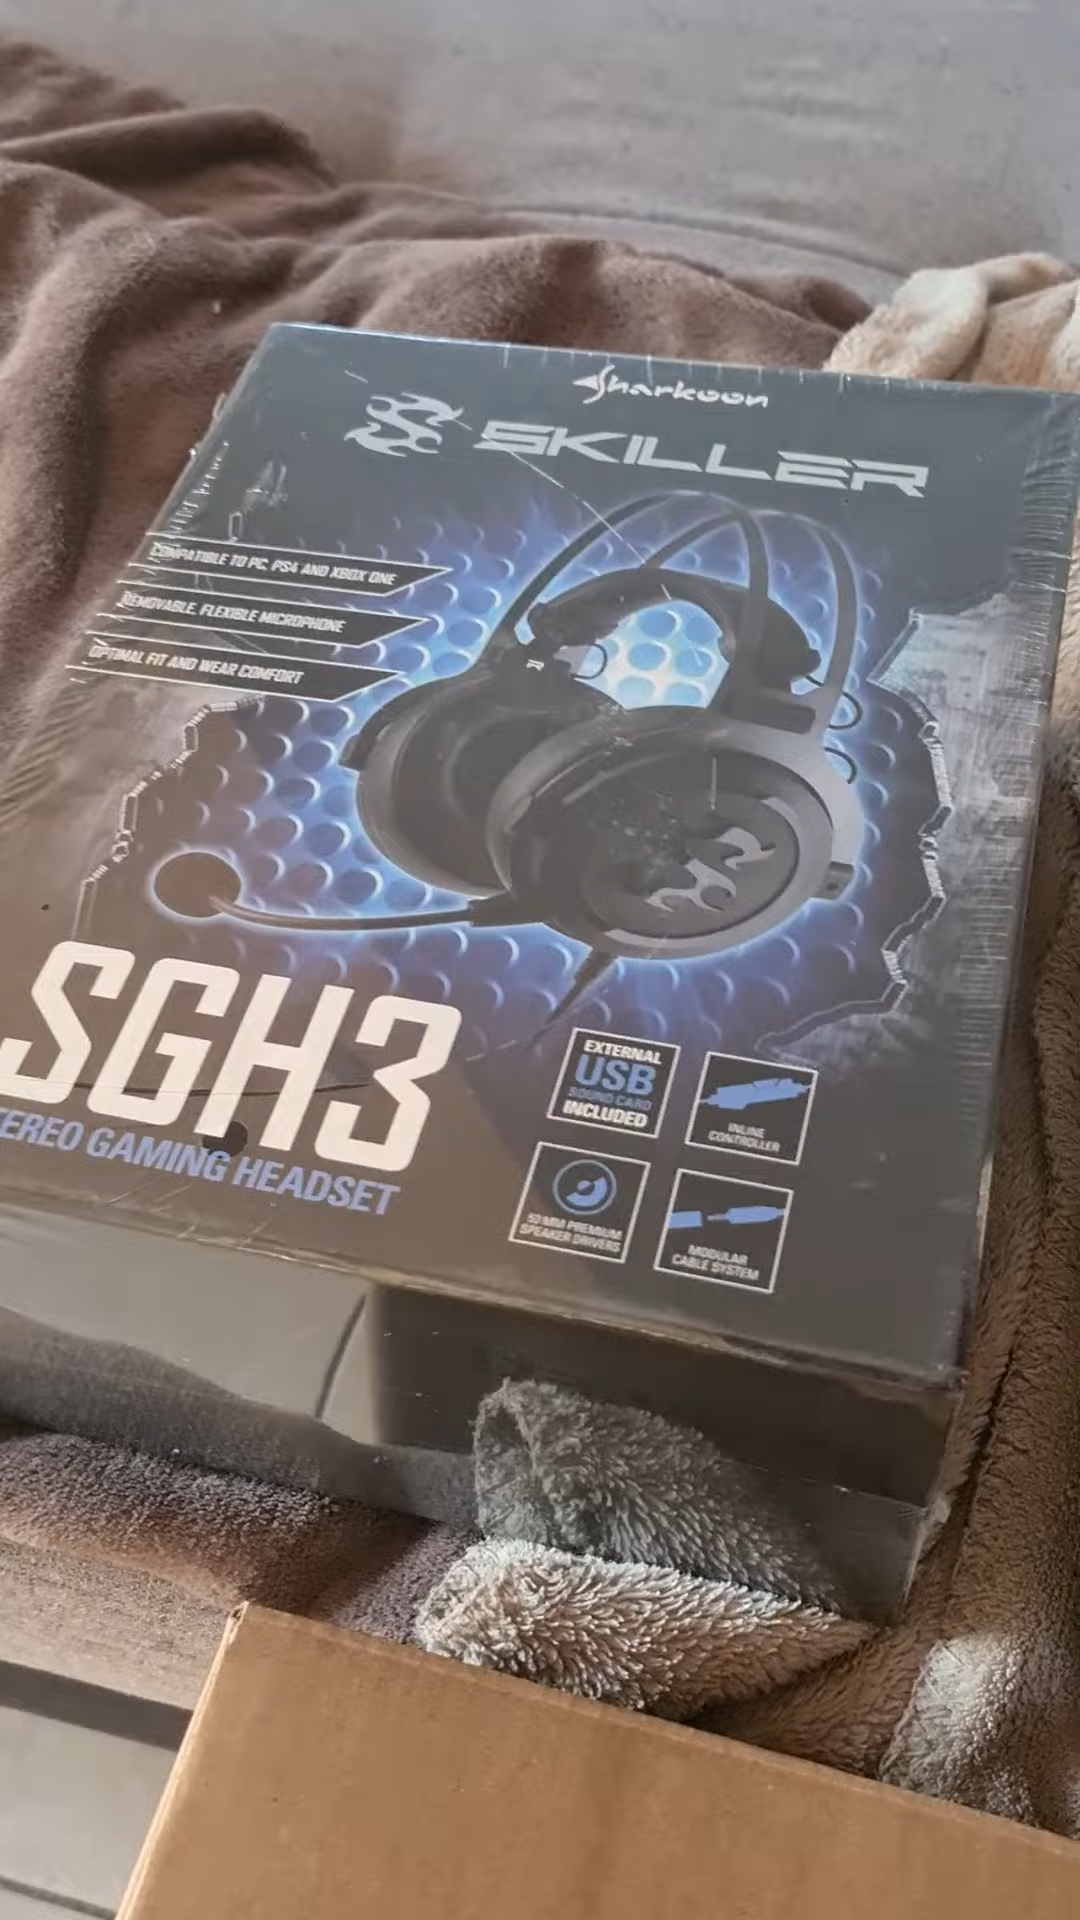 Sharkoon
SKILLER
COMPATIBLE TO PC, PS4 AND XBOX ONE
REMOVABLE, FLEXIBLE MICROPHONE
OPTIMAL FIT AND WEAR COMFORT
SGH3
TEREO GAMING HEADSET
EXTERNAL
USB
SOUND CARD
INCLUDED
INLINE
CONTROLLER
50 MM PREMIUM
SPEAKER DRIVERS
MODULAR
CABLE SYSTEM